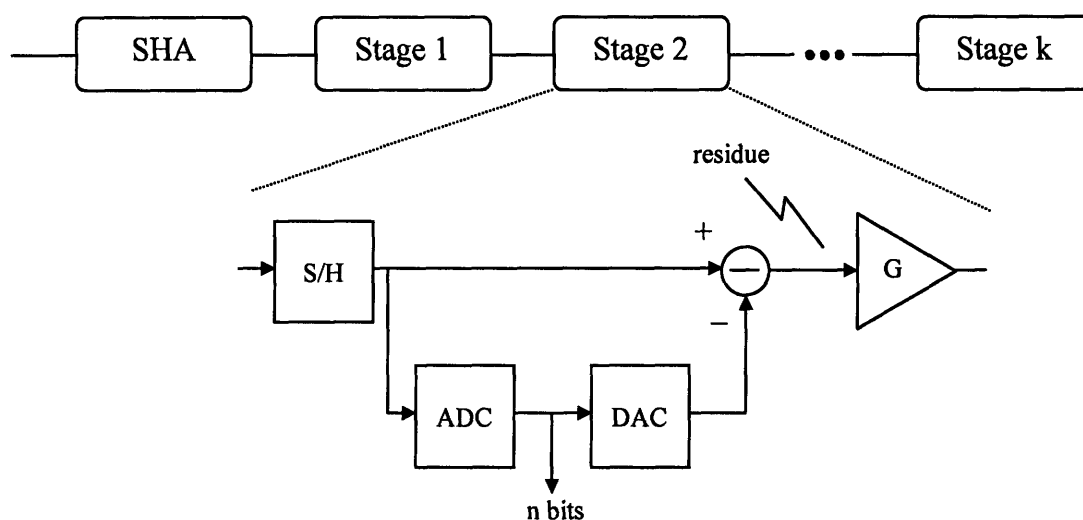 SHA
Stage 1
Stage 2
•••
Stage k
residue
+
S/H
−
G
−
ADC
DAC
n bits